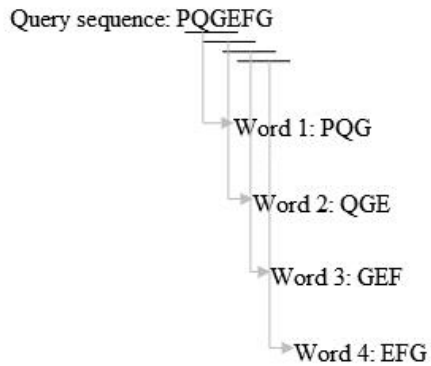 Query sequence: PQGEFG
Word 1: PQG
Word 2: QGE
Word 3: GEF
Word 4: EFG